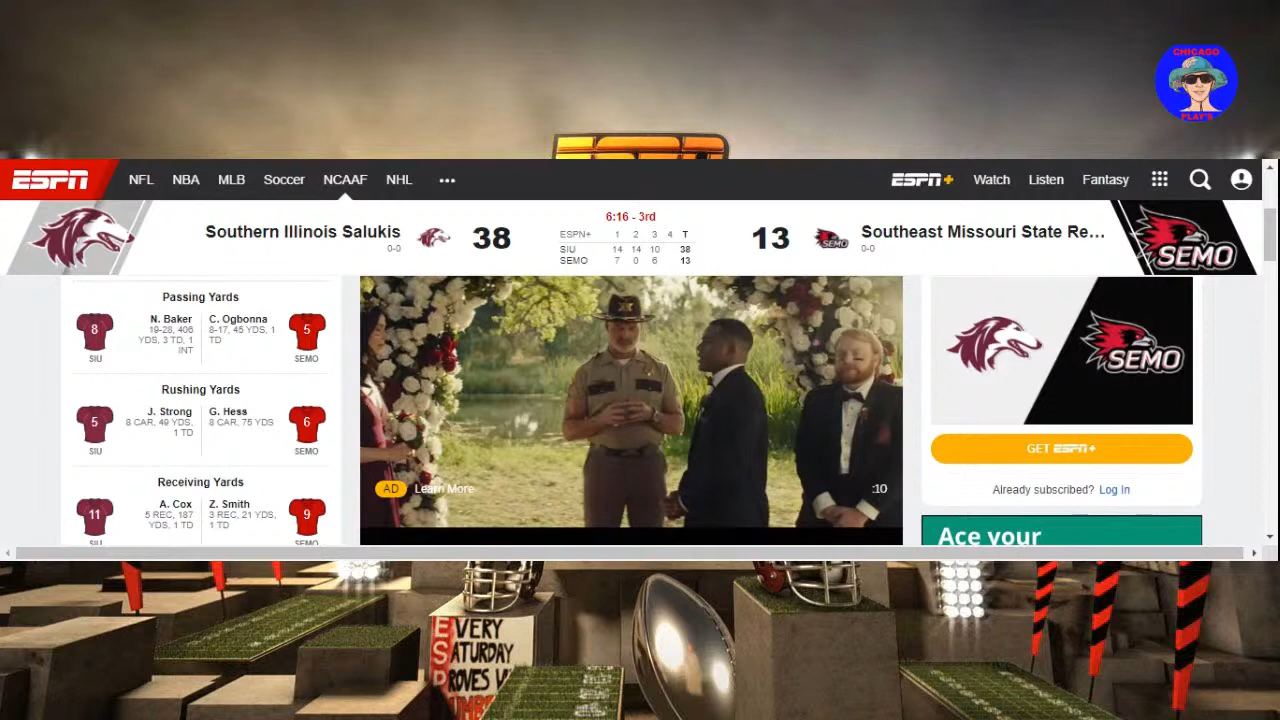 CHICAGO
PLAY'S
ESPN NFL NBA MLB Soccer NCAAF NHL ••• ESPN+ Watch Listen Fantasy
Southern Illinois Salukis
0-0
38
6:16 - 3rd
ESPN+ 1 2 3 4 T
SIU 14 14 10 38
SEMO 7 0 6 13
13
Southeast Missouri State Re...
0-0
SEMO
Passing Yards
8
SIU
N. Baker
19-28, 406
YDS, 3 TD, 1
INT
C. Ogbonna
8-17, 45 YDS, 1
TD
5
SEMO
Rushing Yards
5
SIU
J. Strong
8 CAR, 49 YDS,
1 TD
G. Hess
8 CAR, 75 YDS
6
SEMO
Receiving Yards
11
SIU
A. Cox
5 REC, 187
YDS, 1 TD
Z. Smith
3 REC, 21 YDS,
1 TD
9
SEMO
AD Learn More :10
SEMO
GET ESPN+
Already subscribed? Log In
Ace your
EVERY
SATURDAY
PROVES